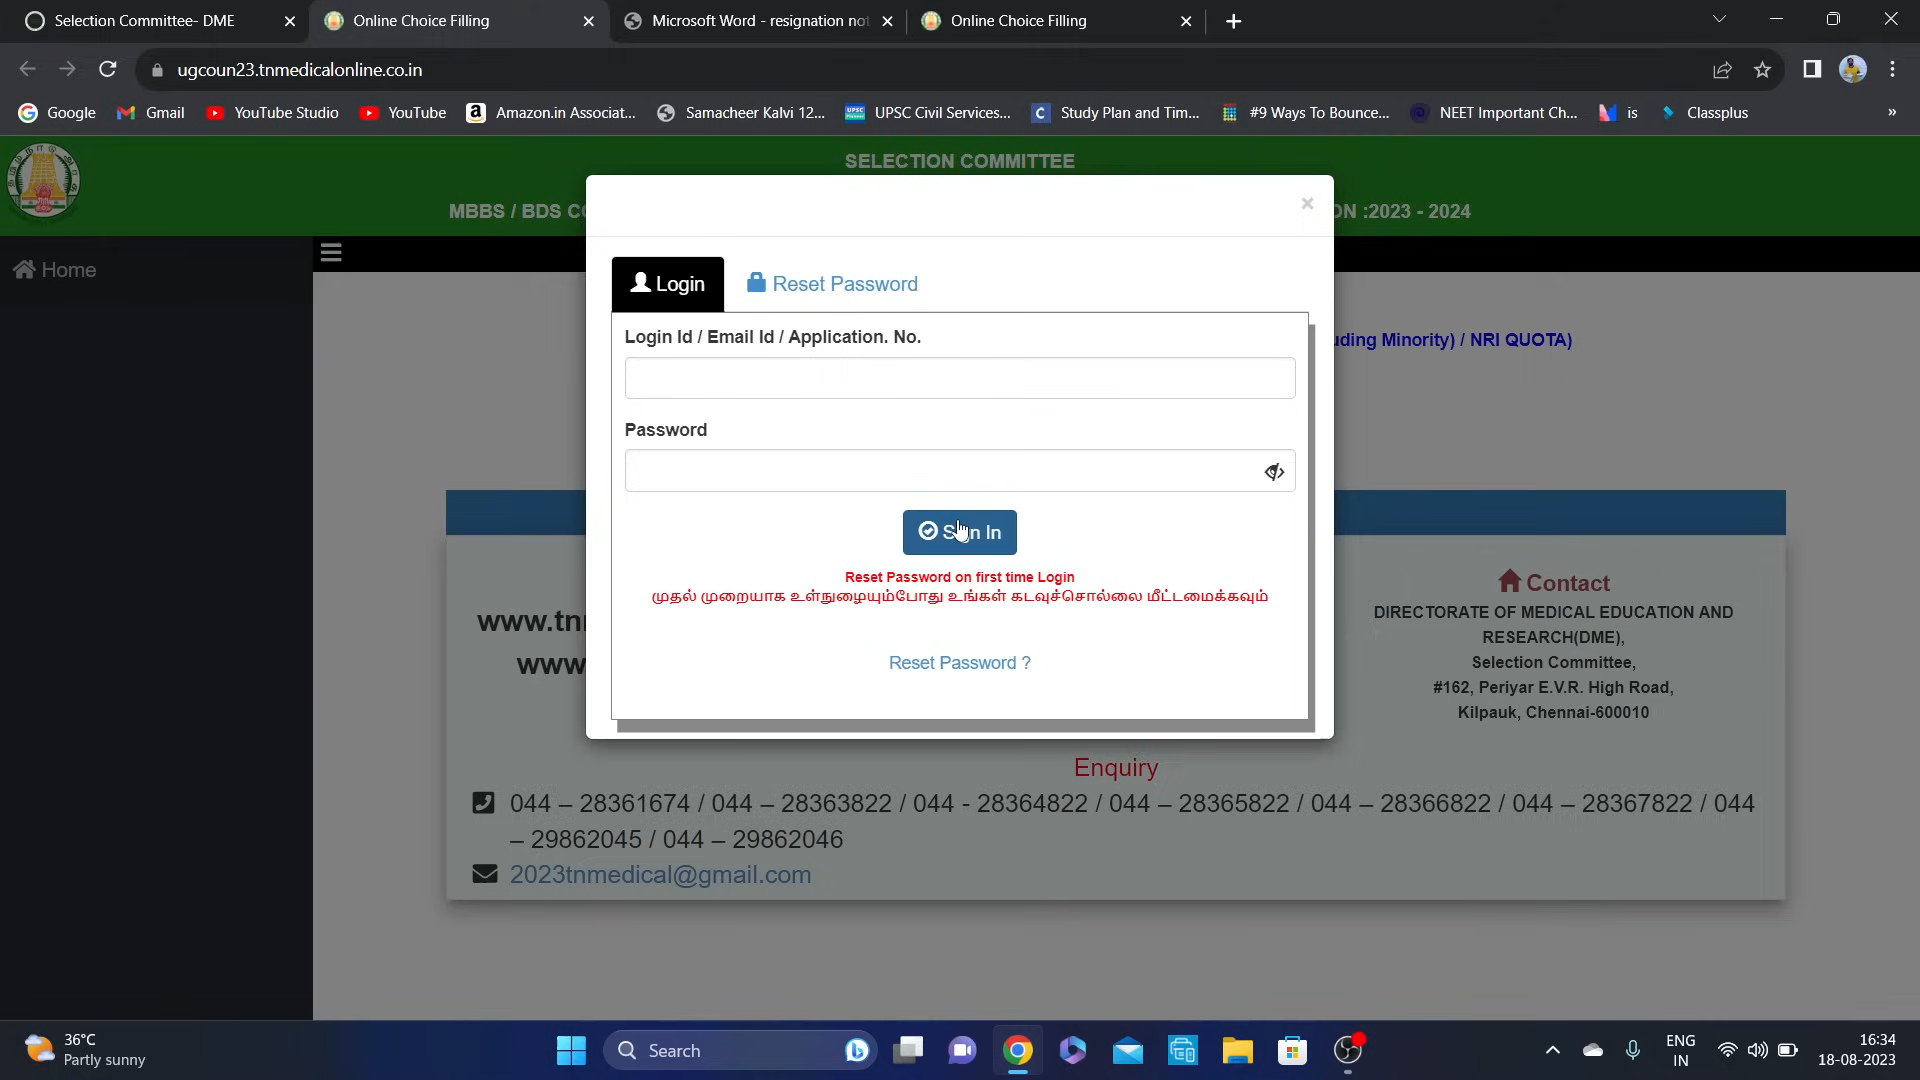 Selection Committee- DME
Online Choice Filling
Microsoft Word - resignation not
Online Choice Filling
ugcoun23.tnmedicalonline.co.in
Google
Gmail
YouTube Studio
YouTube
Amazon.in Associat...
Samacheer Kalvi 12...
UPSC Civil Services...
Study Plan and Tim...
#9 Ways To Bounce...
NEET Important Ch...
is
Classplus
»
SELECTION COMMITTEE
MBBS / BDS
ON :2023 - 2024
Home
×
Login
Reset Password
Login Id / Email Id / Application. No.
uding Minority) / NRI QUOTA)
Password
Sign In
Reset Password on first time Login
முதல் முறையாக உள்நுழையும்போது உங்கள் கடவுச்சொல்லை மீட்டமைக்கவும்
Reset Password ?
www.tn
www
Contact
DIRECTORATE OF MEDICAL EDUCATION AND
RESEARCH(DME),
Selection Committee,
#162, Periyar E.V.R. High Road,
Kilpauk, Chennai-600010
Enquiry
044 – 28361674 / 044 – 28363822 / 044 - 28364822 / 044 – 28365822 / 044 – 28366822 / 044 – 28367822 / 044
– 29862045 / 044 – 29862046
2023tnmedical@gmail.com
36°C
Partly sunny
Search
ENG
IN
16:34
18-08-2023